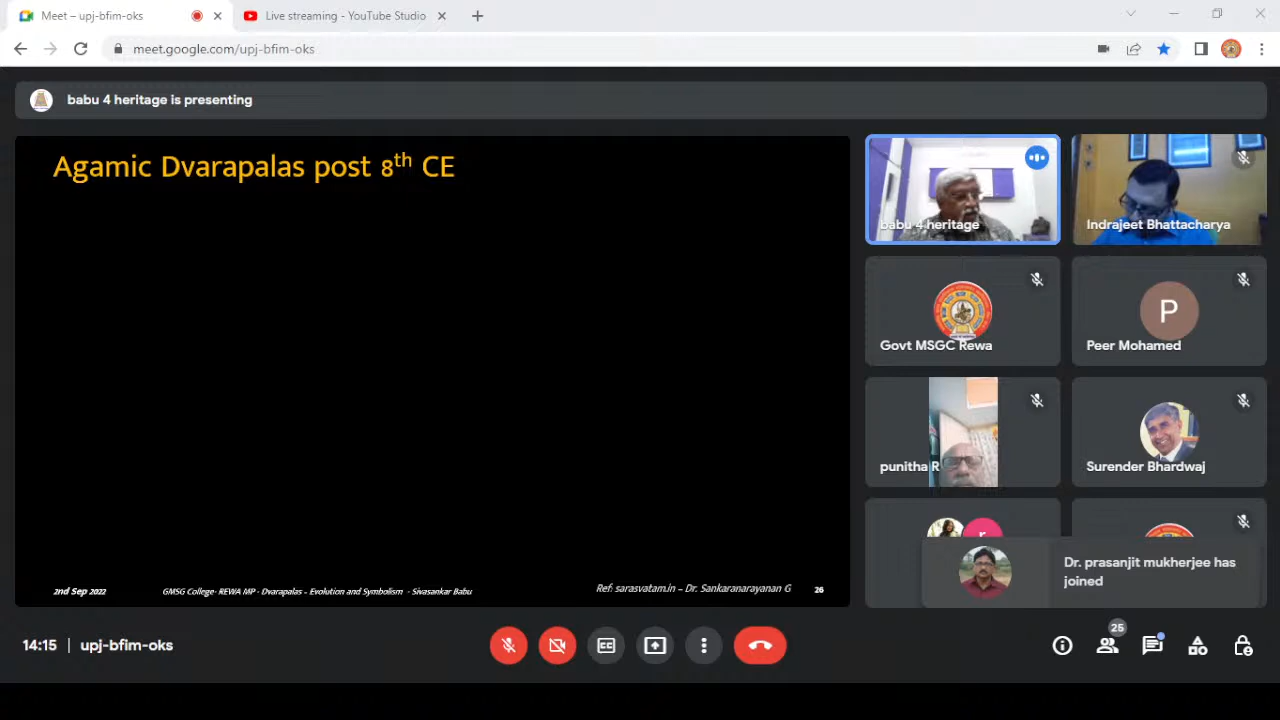 Meet – upj-bfim-oks
Live streaming - YouTube Studio
meet.google.com/upj-bfim-oks
babu 4 heritage is presenting
Agamic Dvarapalas post 8th CE
babu 4 heritage
Indrajeet Bhattacharya
Govt MSGC Rewa
P
Peer Mohamed
punitha R
Surender Bhardwaj
r
Dr. prasanjit mukherjee has
joined
2nd Sep 2022
GMSG College- REWA MP - Dvarapalas – Evolution and Symbolism - Sivasankar Babu
Ref: sarasvatam.in – Dr. Sankaranarayanan G
26
14:15 | upj-bfim-oks
CC
25